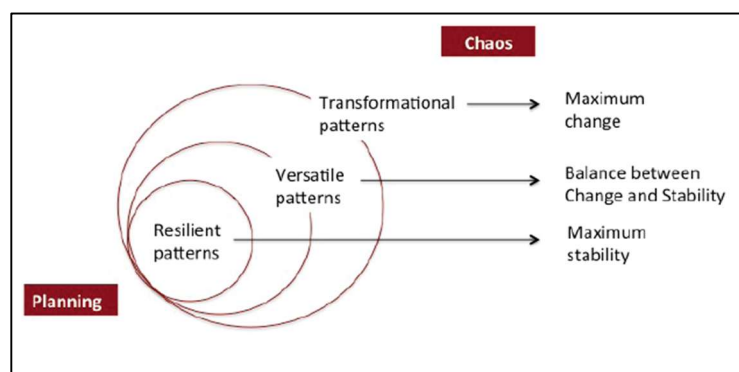 Chaos
Transformational
patterns
Maximum
change
Versatile
patterns
Balance between
Change and Stability
Resilient
patterns
Maximum
stability
Planning